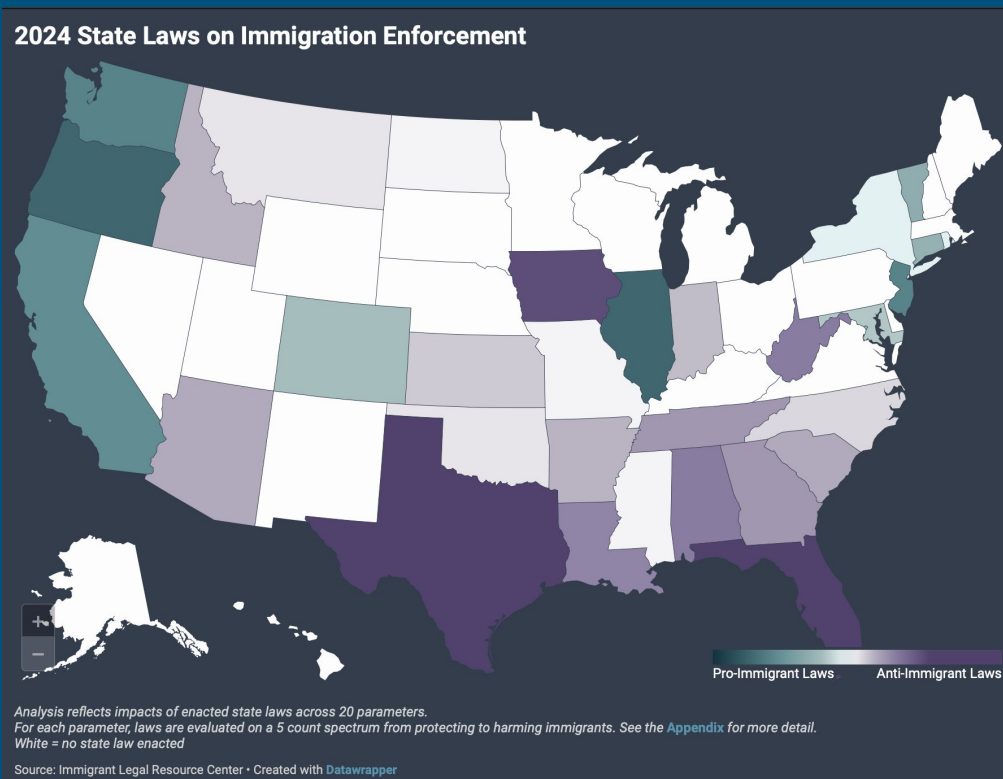 2024 State Laws on Immigration Enforcement
+
−
Pro-Immigrant Laws
Anti-Immigrant Laws
Analysis reflects impacts of enacted state laws across 20 parameters.
For each parameter, laws are evaluated on a 5 count spectrum from protecting to harming immigrants. See the Appendix for more detail.
White = no state law enacted
Source: Immigrant Legal Resource Center • Created with Datawrapper